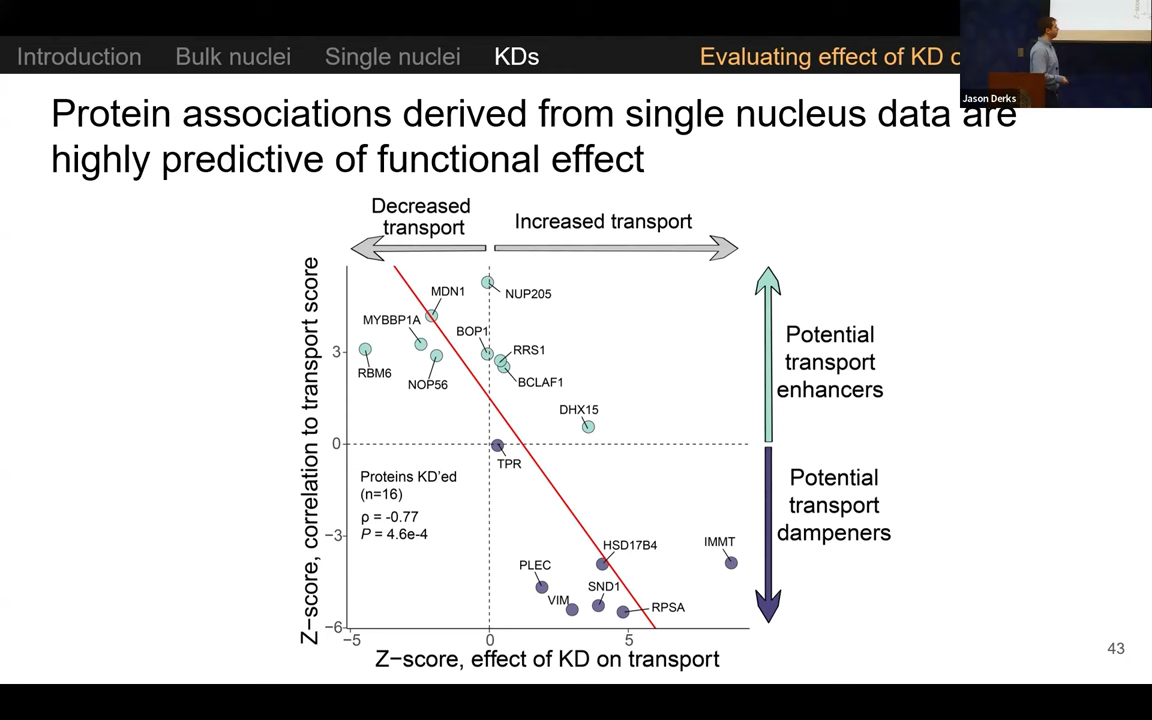 Introduction Bulk nuclei Single nuclei KDs Evaluating effect of KD
Jason Derks
Protein associations derived from single nucleus data are
highly predictive of functional effect
Decreased
transport
Increased transport
Z−score, correlation to transport score
MDN1
NUP205
MYBBP1A
BOP1
RRS1
3
RBM6
NOP56
BCLAF1
DHX15
0
TPR
Proteins KD'ed
(n=16)
ρ = -0.77
P = 4.6e-4
−3
HSD17B4
IMMT
PLEC
SND1
VIM
RPSA
−6
−5
0
5
Z−score, effect of KD on transport
Potential
transport
enhancers
Potential
transport
dampeners
43